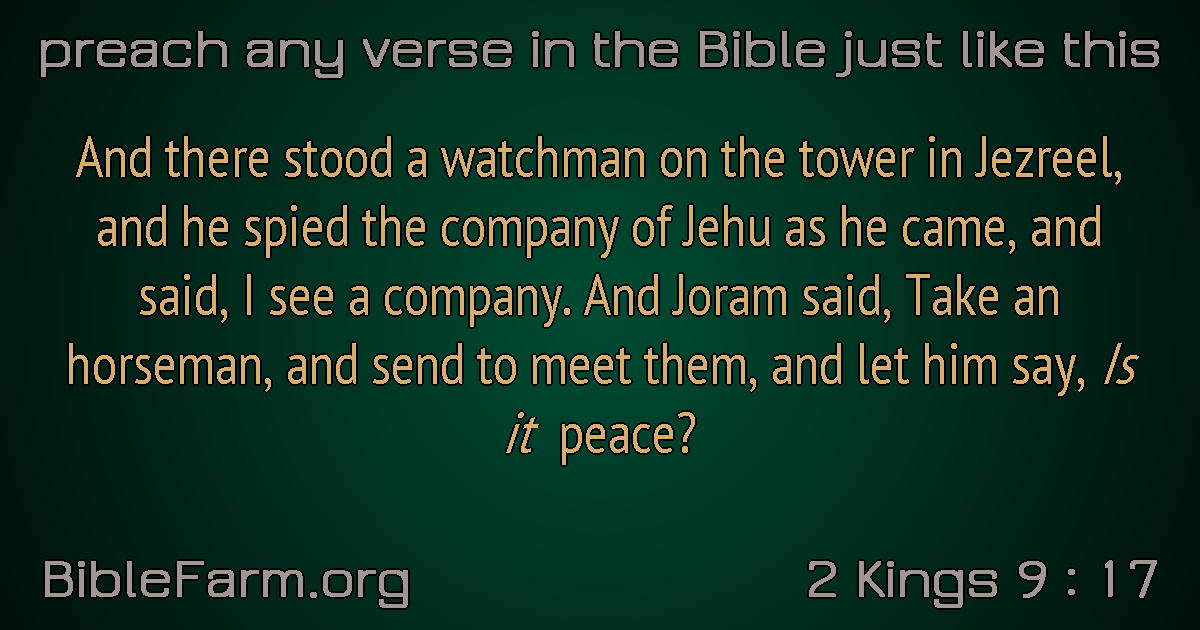 preach any verse in the Bible just like this
And there stood a watchman on the tower in Jezreel,
and he spied the company of Jehu as he came, and
said, I see a company. And Joram said, Take an
horseman, and send to meet them, and let him say, Is
it peace?
BibleFarm.org
2 Kings 9 : 17